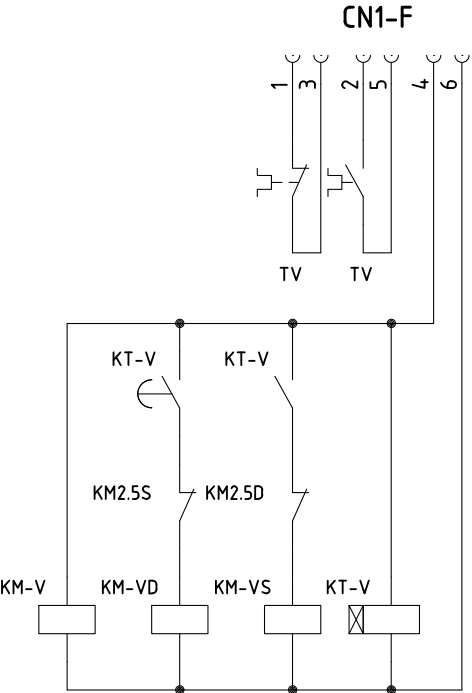 CN1-F
1 3 2 5 4 6
TV TV
KT-V KT-V
KM2.5S KM2.5D
KM-V KM-VD KM-VS KT-V